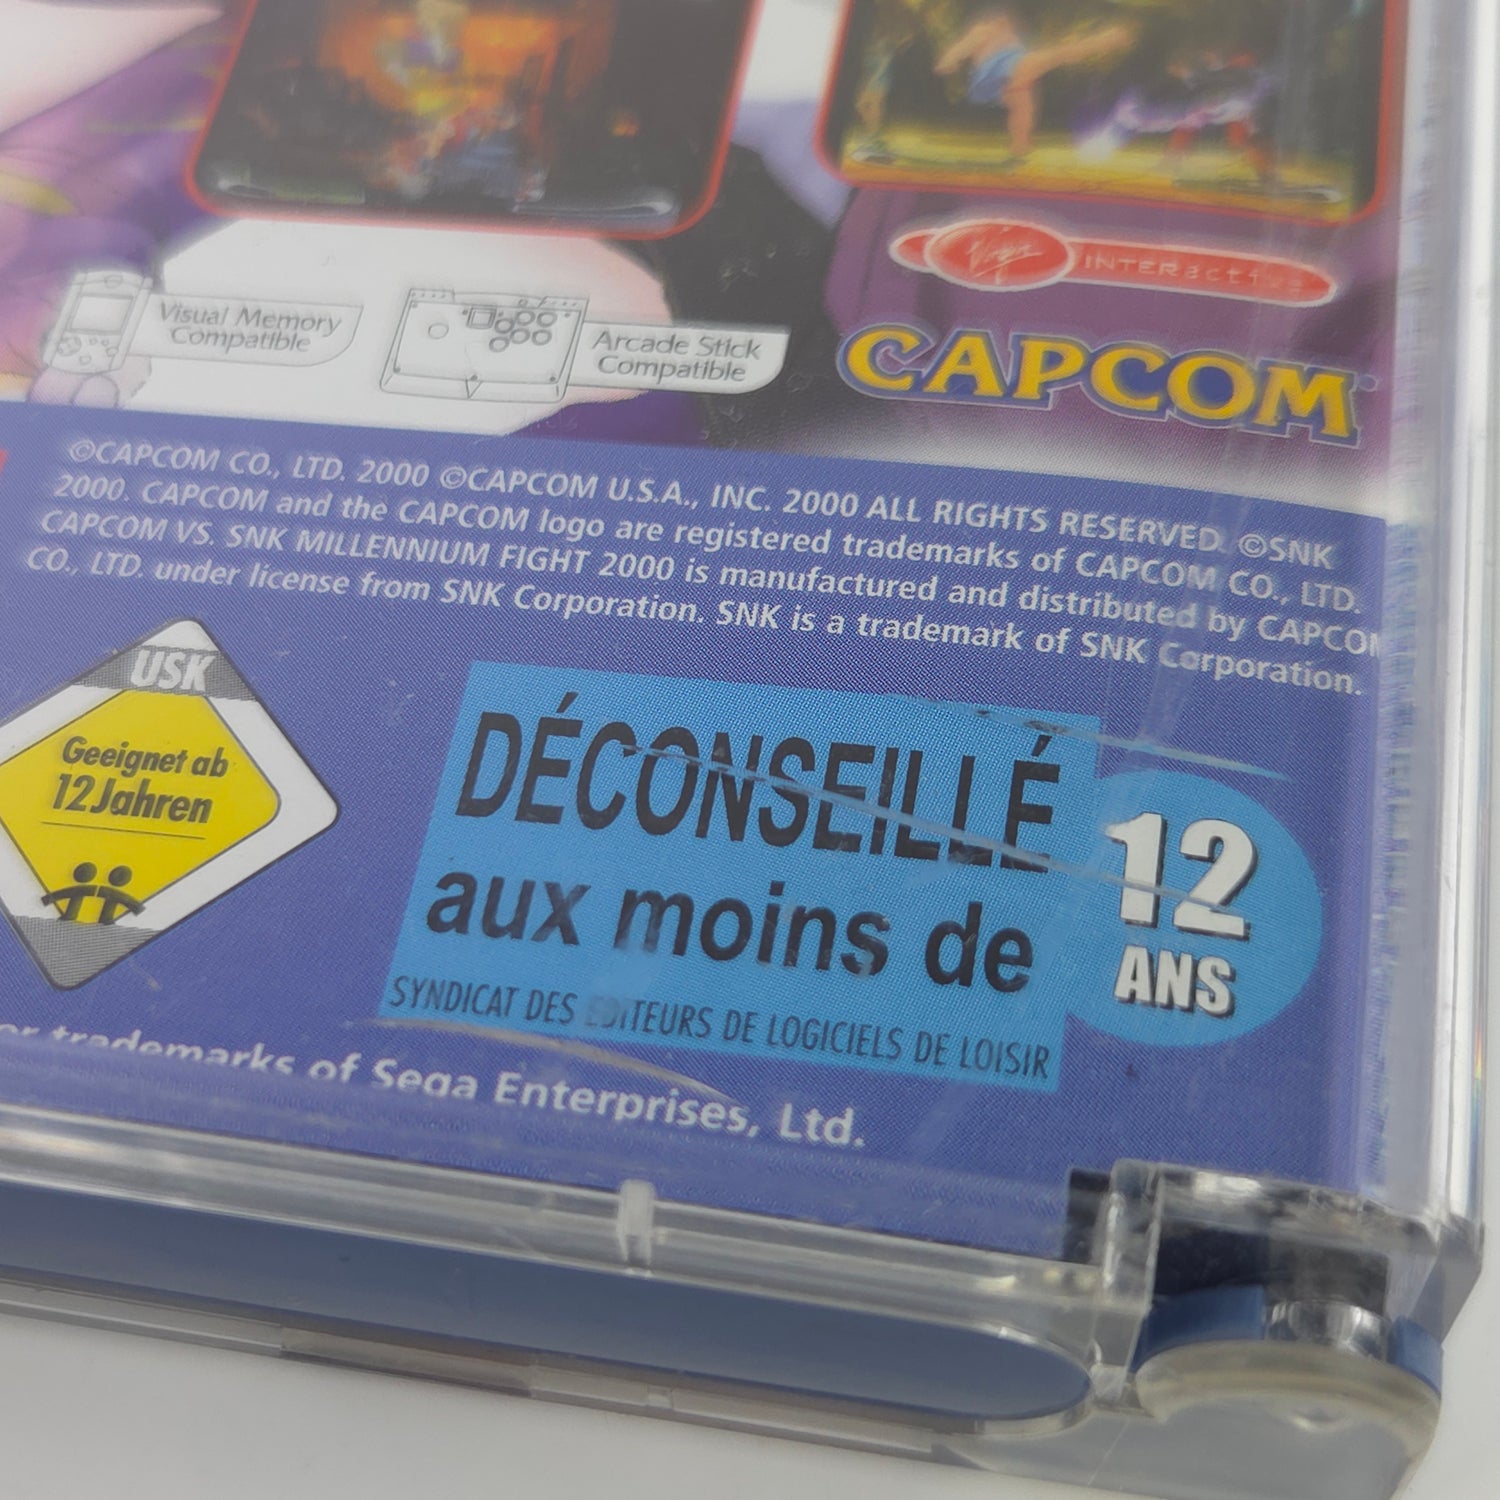 Virgin INTERactive
Visual Memory
Compatible
Arcade Stick
Compatible
CAPCOM
©CAPCOM CO., LTD. 2000 ©CAPCOM U.S.A., INC. 2000 ALL RIGHTS RESERVED. ©SNK
2000. CAPCOM and the CAPCOM logo are registered trademarks of CAPCOM CO., LTD.
CAPCOM VS. SNK MILLENNIUM FIGHT 2000 is manufactured and distributed by CAPCOM
CO., LTD. under license from SNK Corporation. SNK is a trademark of SNK Corporation.
USK
Geeignet ab
12 Jahren
DÉCONSEILLÉ
aux moins de
12
ANS
SYNDICAT DES EDITEURS DE LOGICIELS DE LOISIR
or trademarks of Sega Enterprises, Ltd.